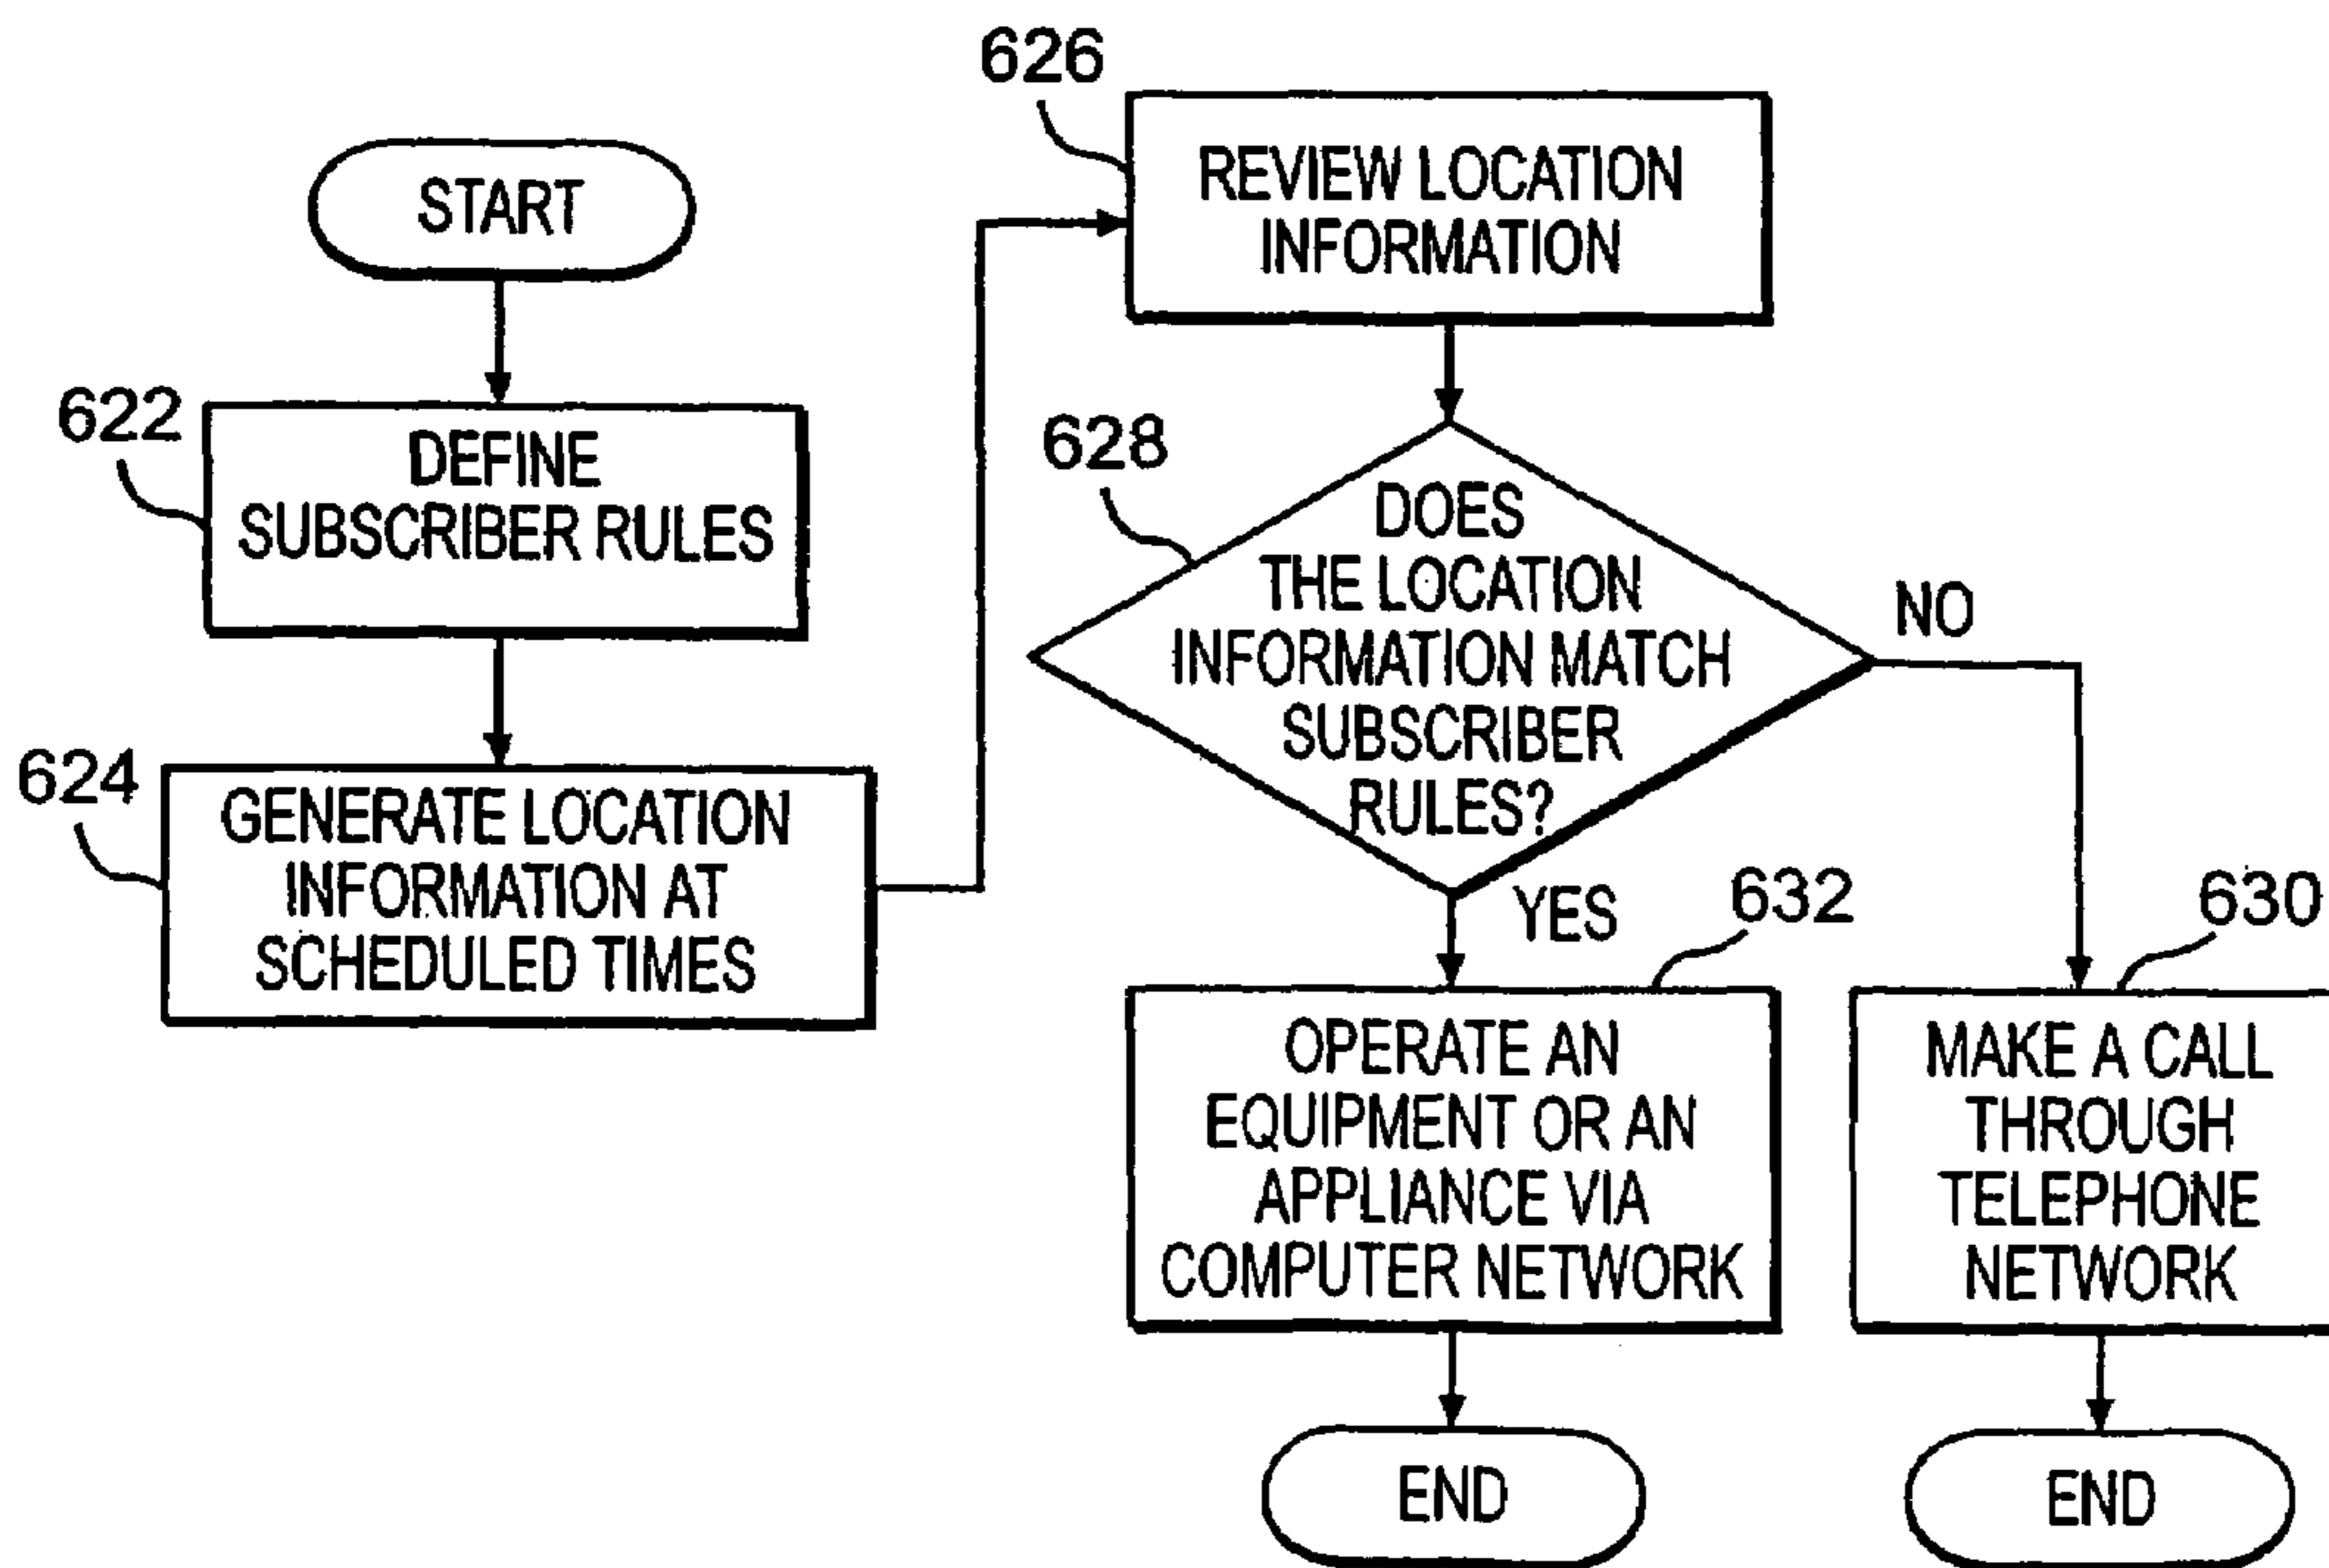 START
622
DEFINE
SUBSCRIBER RULES
624
GENERATE LOCATION
INFORMATION AT
SCHEDULED TIMES
626
REVIEW LOCATION
INFORMATION
628
DOES
THE LOCATION
INFORMATION MATCH
SUBSCRIBER
RULES?
NO
YES
632
OPERATE AN
EQUIPMENT OR AN
APPLIANCE VIA
COMPUTER NETWORK
END
630
MAKE A CALL
THROUGH
TELEPHONE
NETWORK
END